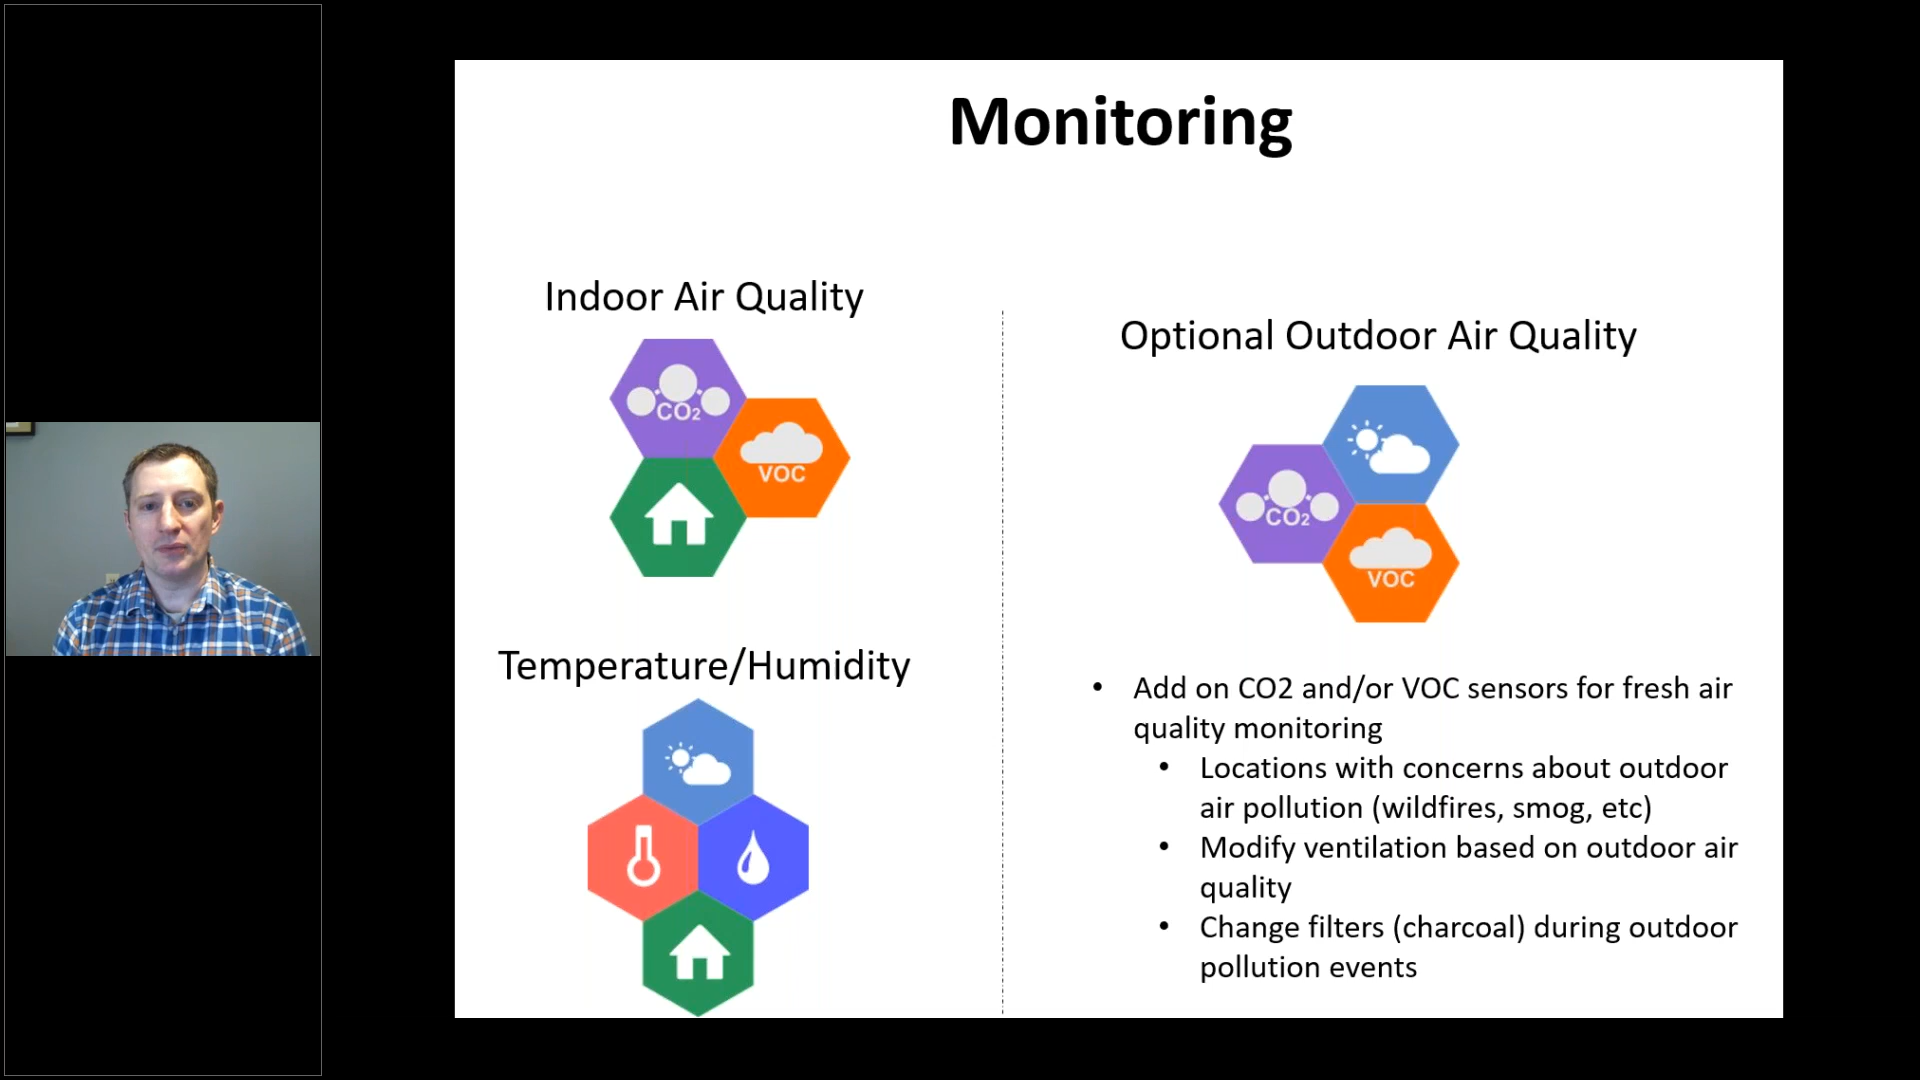 Monitoring
Indoor Air Quality
CO2
VOC
Temperature/Humidity
Optional Outdoor Air Quality
CO2
VOC
• Add on CO2 and/or VOC sensors for fresh air
quality monitoring
• Locations with concerns about outdoor
air pollution (wildfires, smog, etc)
• Modify ventilation based on outdoor air
quality
• Change filters (charcoal) during outdoor
pollution events